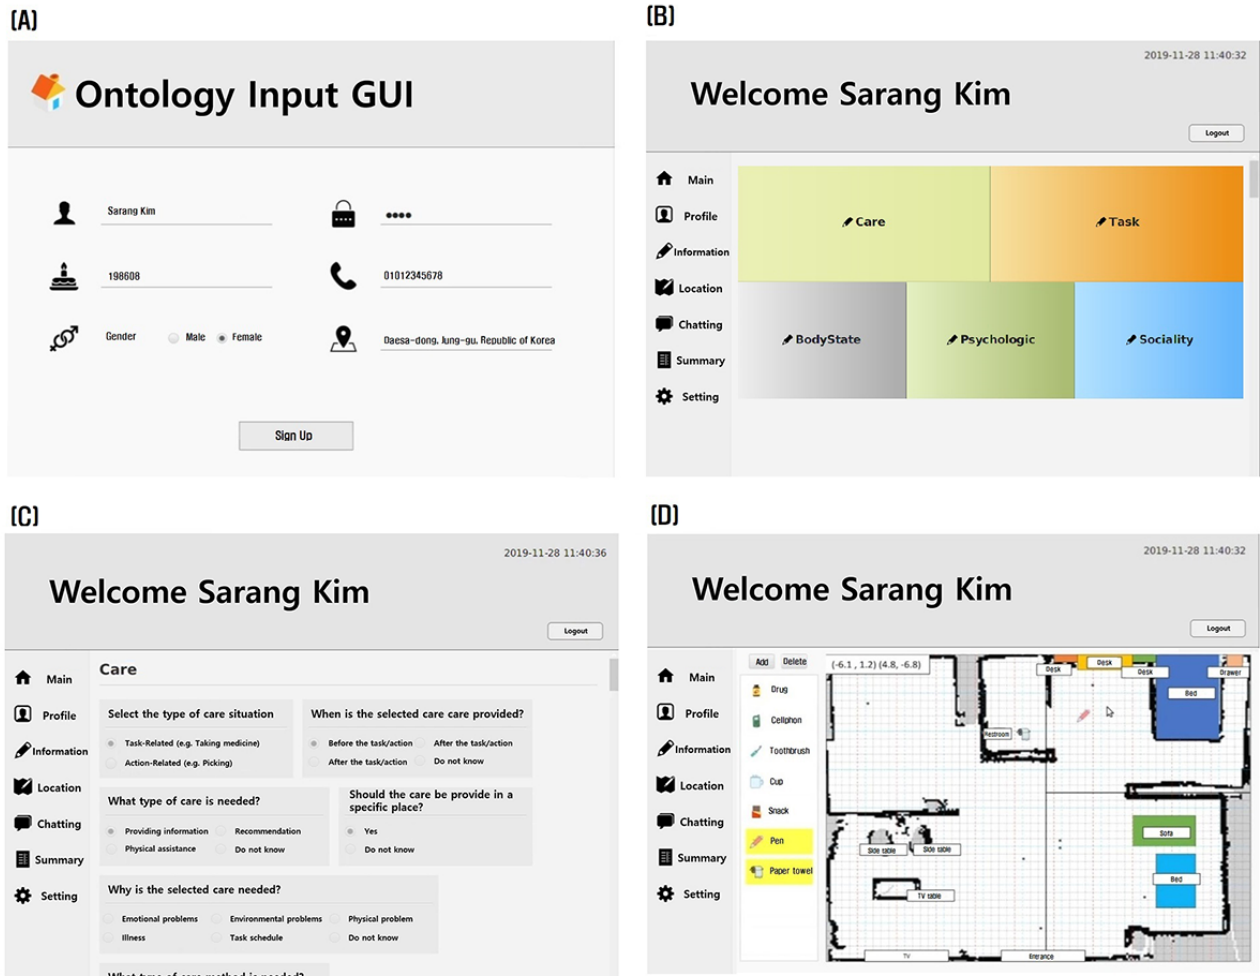 (A)
Ontology Input GUI
Sarang Kim
••••
198608
01012345678
Gender
Male
Female
Daesa-dong, Jung-gu, Republic of Korea
Sign Up
(B)
2019-11-28 11:40:32
Welcome Sarang Kim
Logout
Main
Profile
Information
Location
Chatting
Summary
Setting
Care
Task
BodyState
Psychologic
Sociality
(C)
2019-11-28 11:40:36
Welcome Sarang Kim
Logout
Main
Profile
Information
Location
Chatting
Summary
Setting
Care
Select the type of care situation
Task-Related (e.g. Taking medicine)
Action-Related (e.g. Picking)
When is the selected care care provided?
Before the task/action
After the task/action
After the task/action
Do not know
What type of care is needed?
Providing information
Recommendation
Physical assistance
Do not know
Should the care be provide in a
specific place?
Yes
Do not know
Why is the selected care needed?
Emotional problems
Environmental problems
Physical problem
Illness
Task schedule
Do not know
What type of care method is needed?
(D)
2019-11-28 11:40:32
Welcome Sarang Kim
Logout
Main
Profile
Information
Location
Chatting
Summary
Setting
Add
Delete
Drug
Cellphon
Toothbrush
Cup
Snack
Pen
Paper towel
(-6.1 , 1.2) (4.8, -6.8)
Desk
Desk
Desk
Drawer
Bed
Restroom
Side table
Side table
TV table
Sofa
Bed
TV
Entrance